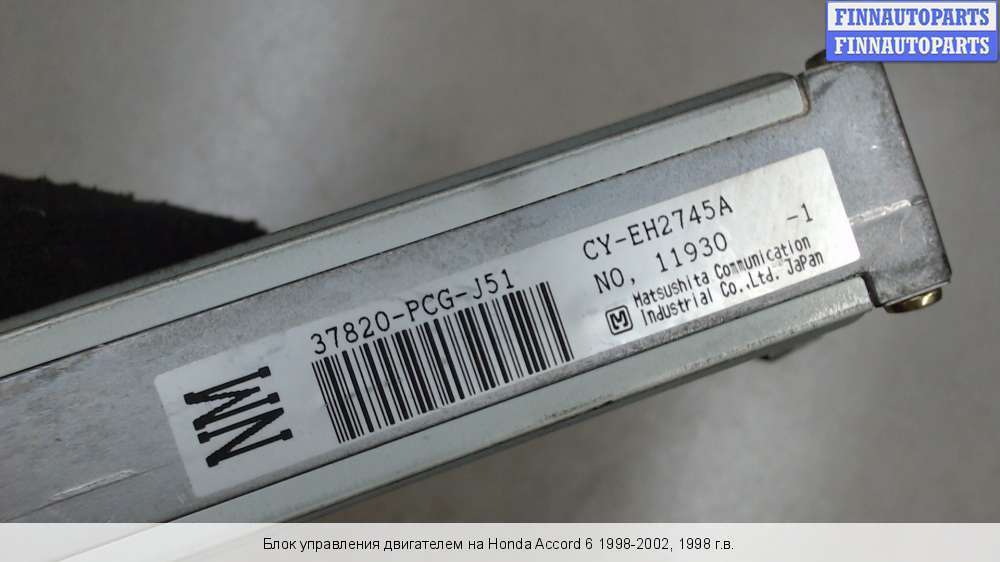 FINNAUTOPARTS
FINNAUTOPARTS
CY-EH2745A
NO, 11930 -1
Matsushita Communication
Industrial Co.,Ltd. JaPan
37820-PCG-J51
NM
Блок управления двигателем на Honda Accord 6 1998-2002, 1998 г.в.